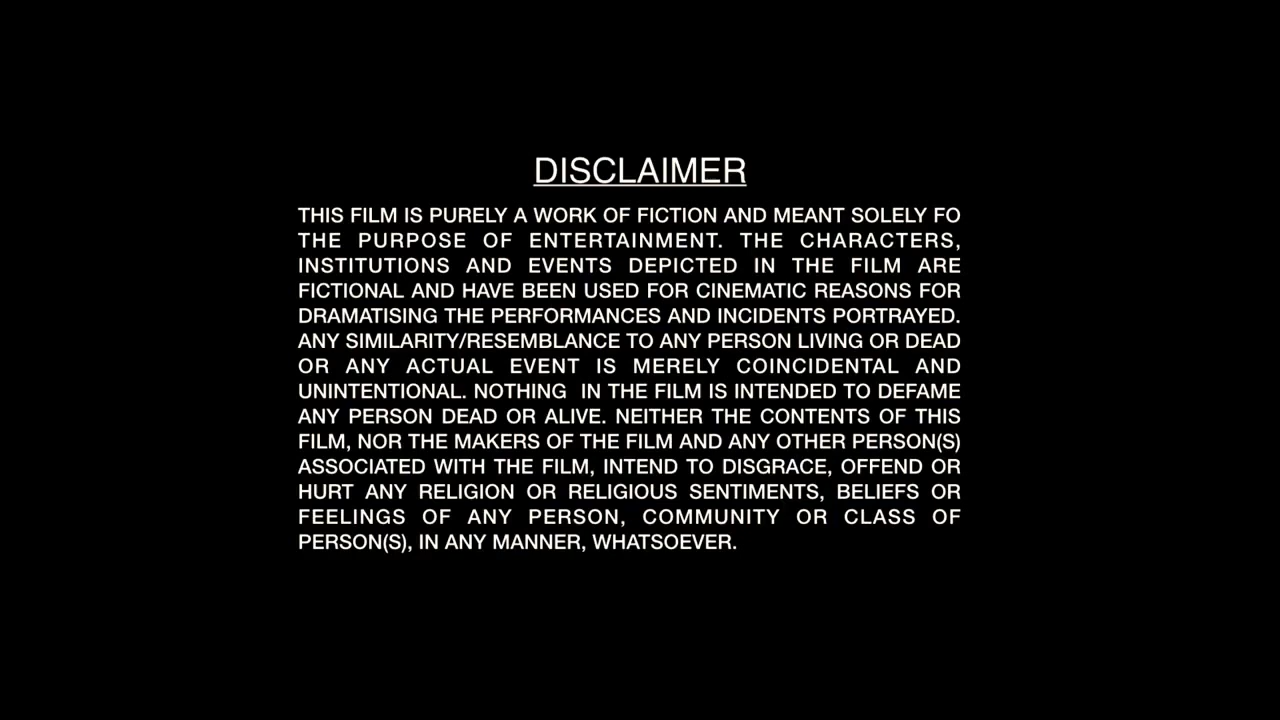 DISCLAIMER
THIS FILM IS PURELY A WORK OF FICTION AND MEANT SOLELY FO
THE PURPOSE OF ENTERTAINMENT. THE CHARACTERS,
INSTITUTIONS AND EVENTS DEPICTED IN THE FILM ARE
FICTIONAL AND HAVE BEEN USED FOR CINEMATIC REASONS FOR
DRAMATISING THE PERFORMANCES AND INCIDENTS PORTRAYED.
ANY SIMILARITY/RESEMBLANCE TO ANY PERSON LIVING OR DEAD
OR ANY ACTUAL EVENT IS MERELY COINCIDENTAL AND
UNINTENTIONAL. NOTHING  IN THE FILM IS INTENDED TO DEFAME
ANY PERSON DEAD OR ALIVE. NEITHER THE CONTENTS OF THIS
FILM, NOR THE MAKERS OF THE FILM AND ANY OTHER PERSON(S)
ASSOCIATED WITH THE FILM, INTEND TO DISGRACE, OFFEND OR
HURT ANY RELIGION OR RELIGIOUS SENTIMENTS, BELIEFS OR
FEELINGS OF ANY PERSON, COMMUNITY OR CLASS OF
PERSON(S), IN ANY MANNER, WHATSOEVER.